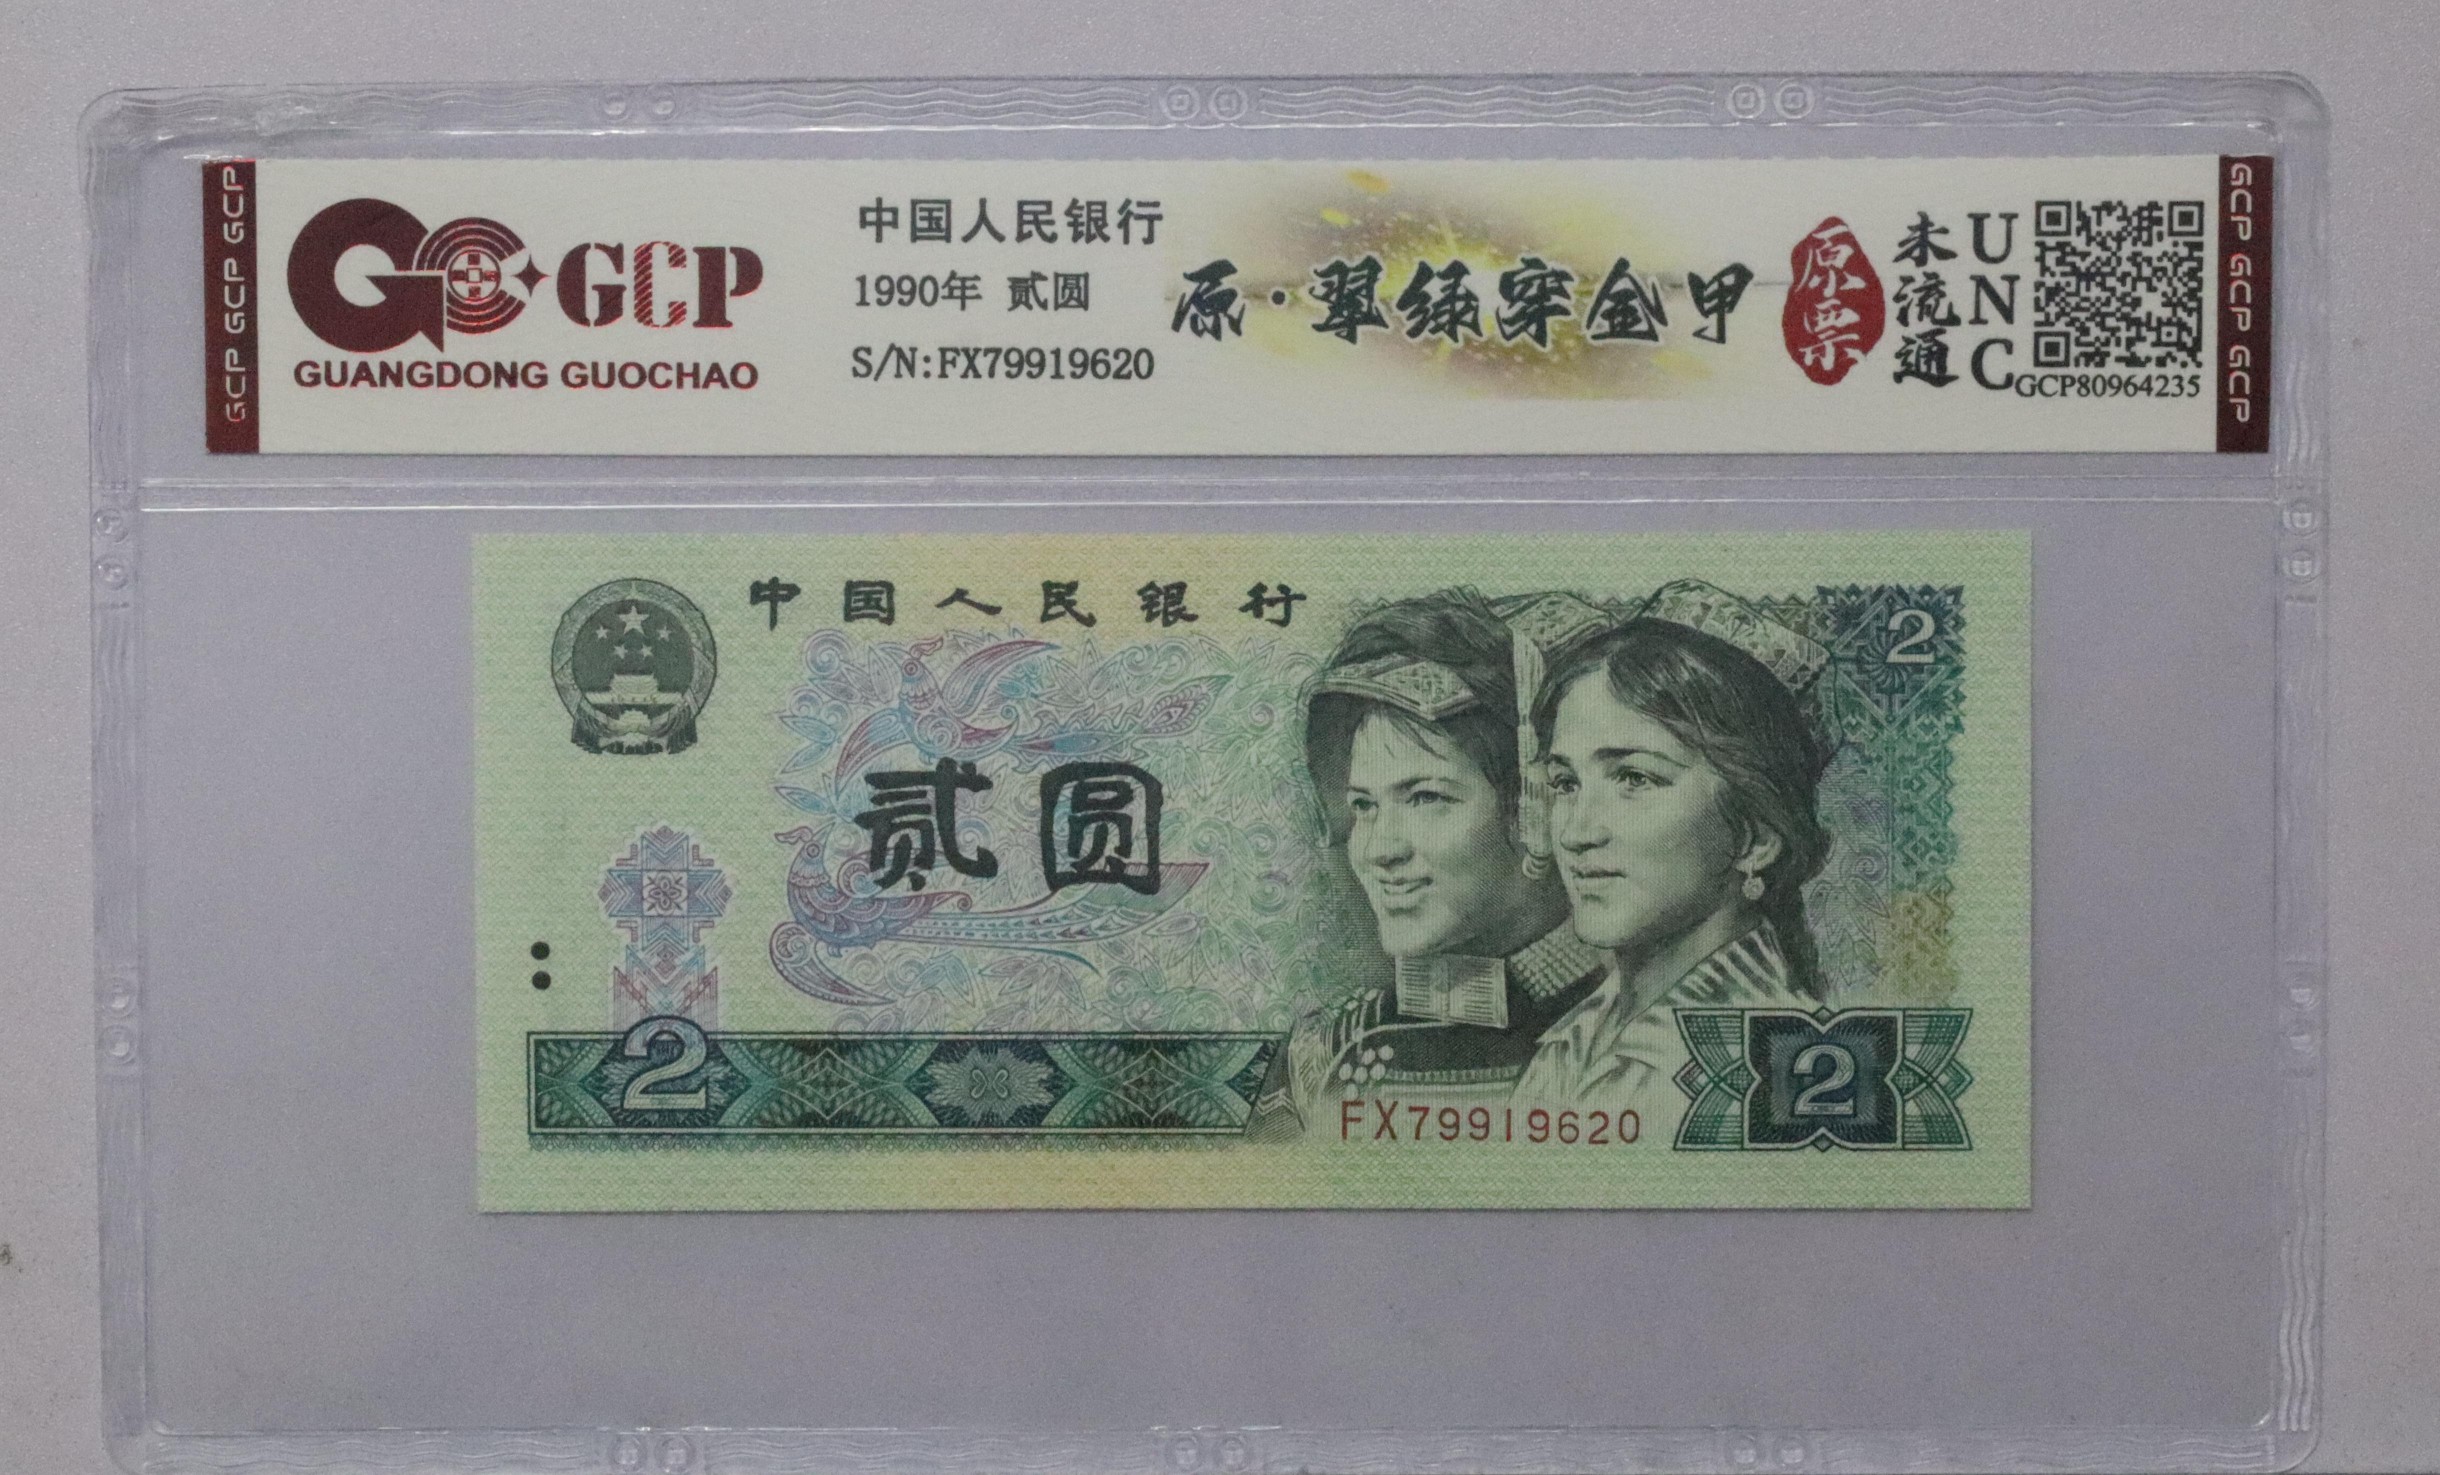 GCP GCP GCP
GCP
GUANGDONG GUOCHAO
中国人民银行
1990年 贰圆
S/N:FX79919620
原·翠绿穿金甲
原票
未流通
UNC
GCP80964235
GCP GCP GCP
中国人民银行
2
贰圆
2
FX79919620
2